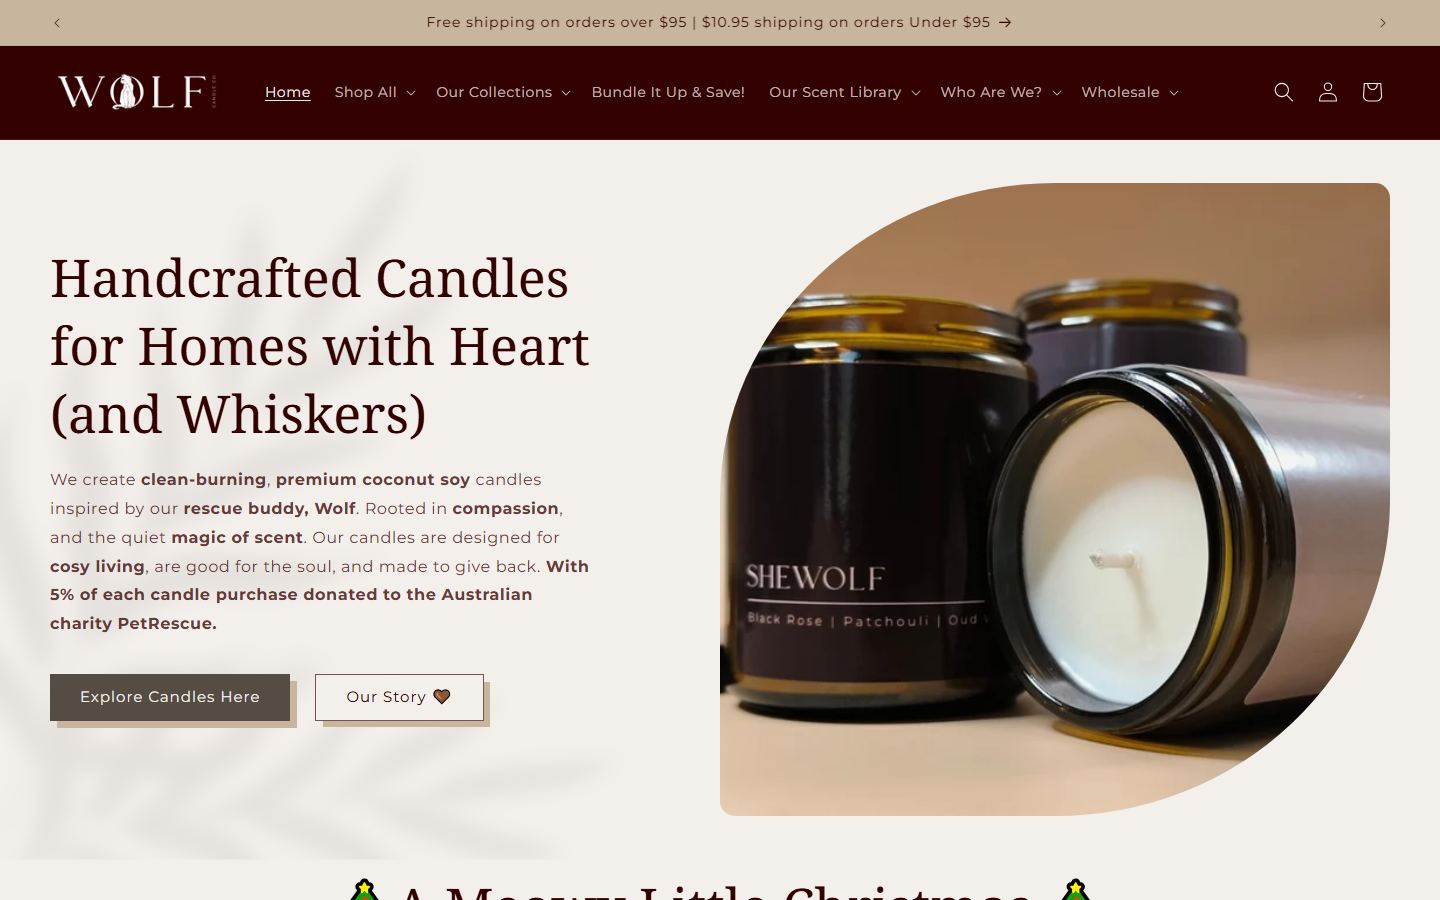 Free shipping on orders over $95 | $10.95 shipping on orders Under $95 →
WOLF
Home Shop All Our Collections Bundle It Up & Save! Our Scent Library Who Are We? Wholesale
Handcrafted Candles
for Homes with Heart
(and Whiskers)
We create clean-burning, premium coconut soy candles
inspired by our rescue buddy, Wolf. Rooted in compassion,
and the quiet magic of scent. Our candles are designed for
cosy living, are good for the soul, and made to give back. With
5% of each candle purchase donated to the Australian
charity PetRescue.
Explore Candles Here
Our Story 🤎
SHEWOLF
Black Rose | Patchouli | Oud
🎄 A Meowy Little Christmas 🎄